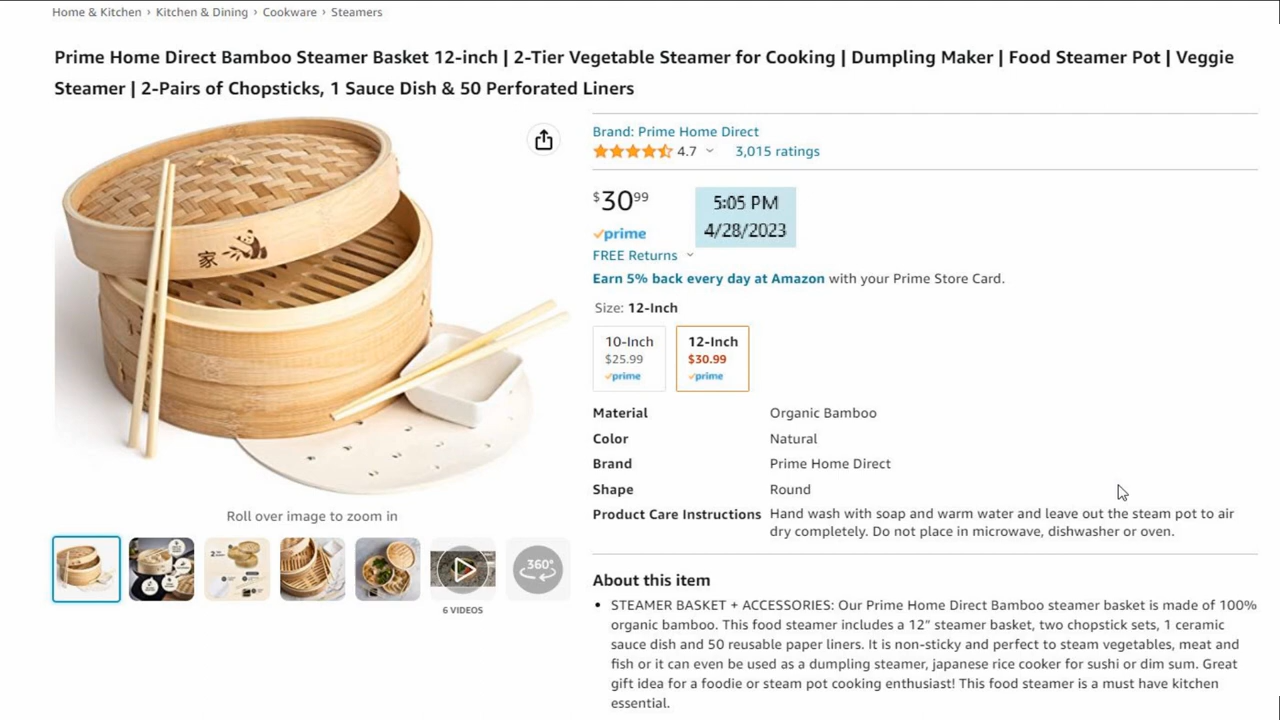 Home & Kitchen › Kitchen & Dining › Cookware › Steamers
Prime Home Direct Bamboo Steamer Basket 12-inch | 2-Tier Vegetable Steamer for Cooking | Dumpling Maker | Food Steamer Pot | Veggie
Steamer | 2-Pairs of Chopsticks, 1 Sauce Dish & 50 Perforated Liners
Brand: Prime Home Direct
4.7 3,015 ratings
$30 99
5:05 PM
4/28/2023
prime
FREE Returns
Earn 5% back every day at Amazon with your Prime Store Card.
Size: 12-Inch
10-Inch 12-Inch
$25.99 $30.99
prime prime
Material Organic Bamboo
Color Natural
Brand Prime Home Direct
Shape Round
Product Care Instructions Hand wash with soap and warm water and leave out the steam pot to air
dry completely. Do not place in microwave, dishwasher or oven.
About this item
• STEAMER BASKET + ACCESSORIES: Our Prime Home Direct Bamboo steamer basket is made of 100%
organic bamboo. This food steamer includes a 12” steamer basket, two chopstick sets, 1 ceramic
sauce dish and 50 reusable paper liners. It is non-sticky and perfect to steam vegetables, meat and
fish or it can even be used as a dumpling steamer, japanese rice cooker for sushi or dim sum. Great
gift idea for a foodie or steam pot cooking enthusiast! This food steamer is a must have kitchen
essential.
家
Roll over image to zoom in
360°
6 VIDEOS